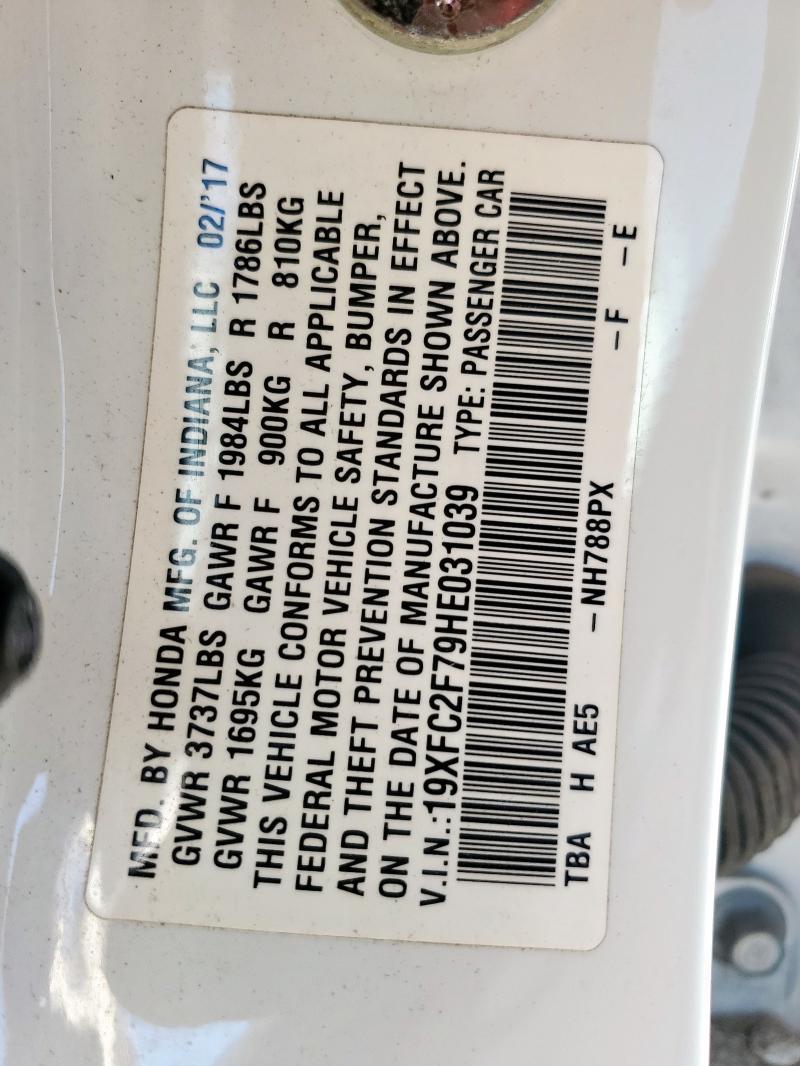 MFD. BY HONDA MFG. OF INDIANA, LLC 02/'17
GVWR 3737LBS GAWR F 1984LBS R 1786LBS
GVWR 1695KG GAWR F 900KG R 810KG
THIS VEHICLE CONFORMS TO ALL APPLICABLE
FEDERAL MOTOR VEHICLE SAFETY, BUMPER,
AND THEFT PREVENTION STANDARDS IN EFFECT
ON THE DATE OF MANUFACTURE SHOWN ABOVE.
V.I.N.:19XFC2F79HE031039 TYPE: PASSENGER CAR
TBA H AE5 -NH788PX -F -E